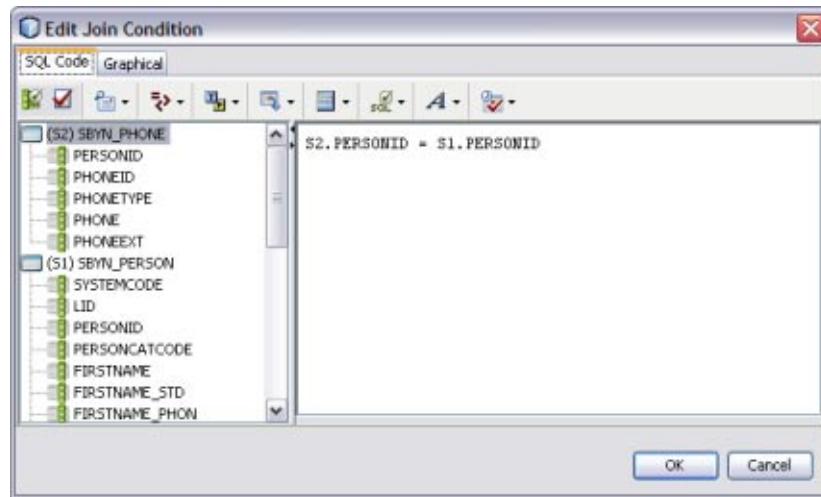 Edit Join Condition
SQL Code Graphical
(S2) SBYN_PHONE
PERSONID
PHONEID
PHONETYPE
PHONE
PHONEEXT
(S1) SBYN_PERSON
SYSTEMCODE
LID
PERSONID
PERSONCATCODE
FIRSTNAME
FIRSTNAME_STD
FIRSTNAME_PHON
S2.PERSONID = S1.PERSONID
OK Cancel